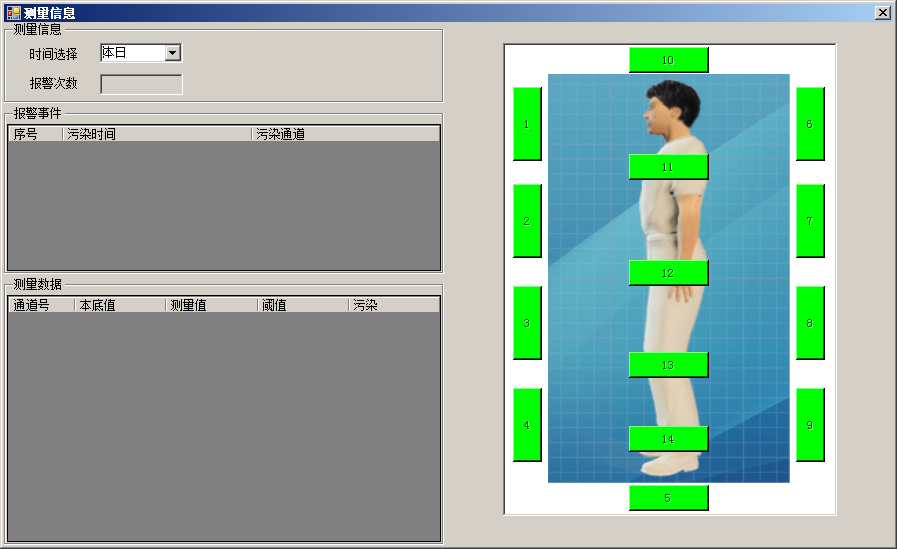 测量信息
测量信息
时间选择 本日
报警次数
报警事件
序号 污染时间 污染通道
测量数据
通道号 本底值 测量值 阈值 污染
10
1 6
11
2 7
12
3 8
13
4 9
14
5